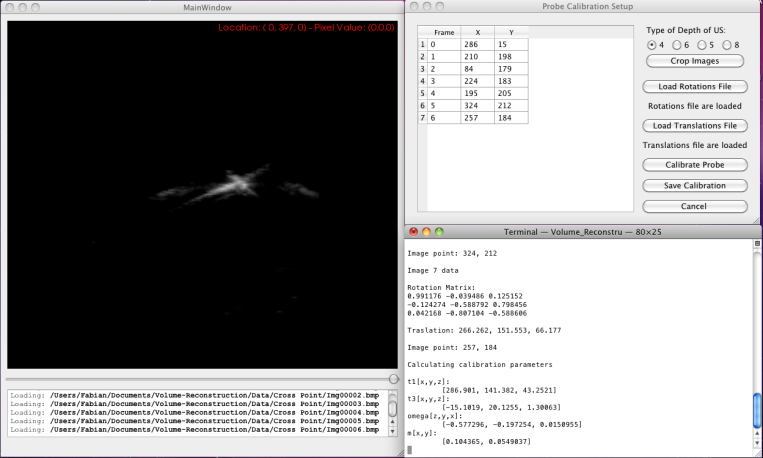 MainWindow
Location: ( 0, 397, 0) - Pixel Value: (0,0,0)
Loading: /Users/Fabian/Documents/Volume-Reconstruction/Data/Cross Point/Img00002.bmp
Loading: /Users/Fabian/Documents/Volume-Reconstruction/Data/Cross Point/Img00003.bmp
Loading: /Users/Fabian/Documents/Volume-Reconstruction/Data/Cross Point/Img00004.bmp
Loading: /Users/Fabian/Documents/Volume-Reconstruction/Data/Cross Point/Img00005.bmp
Loading: /Users/Fabian/Documents/Volume-Reconstruction/Data/Cross Point/Img00006.bmp
Probe Calibration Setup
Frame X Y
1 0 286 15
2 1 210 198
3 2 84 179
4 3 224 183
5 4 195 205
6 5 324 212
7 6 257 184
Type of Depth of US:
4 6 5 8
Crop Images
Load Rotations File
Rotations file are loaded
Load Translations File
Translations file are loaded
Calibrate Probe
Save Calibration
Cancel
Terminal — Volume_Reconstru — 80×25
Image point: 324, 212
Image 7 data
Rotation Matrix:
0.991176 -0.039486 0.125152
-0.124274 -0.588792 0.798456
0.042168 -0.807104 -0.588606
Traslation: 266.262, 151.553, 66.177
Image point: 257, 184
Calculating calibration parameters
t1[x,y,z]:
[286.901, 141.382, 43.2521]
t3[x,y,z]:
[-15.1019, 20.1255, 1.30063]
omega[z,y,x]:
[-0.577296, -0.197254, 0.0150955]
m[x,y]:
[0.104365, 0.0549037]